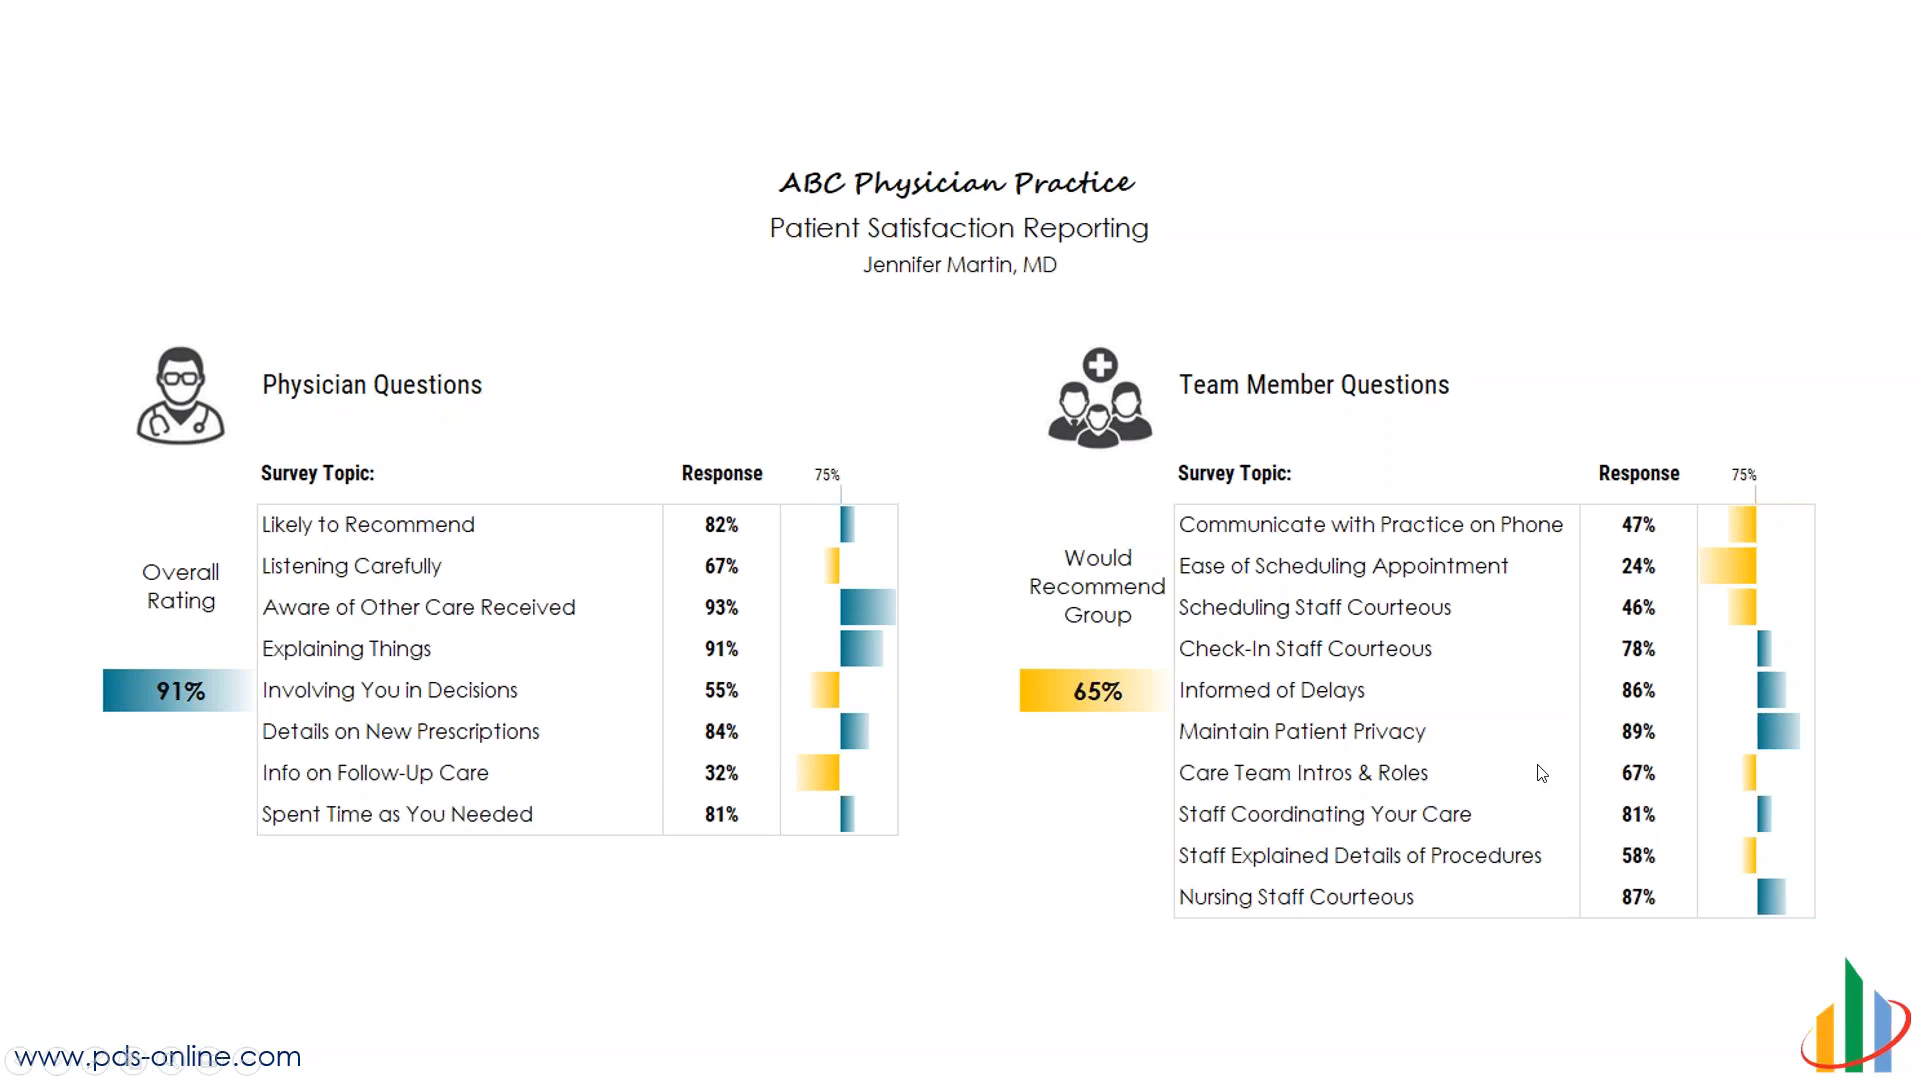 ABC Physician Practice
Patient Satisfaction Reporting
Jennifer Martin, MD
Physician Questions
Survey Topic: Response 75%
Overall
Rating
91%
Likely to Recommend 82%
Listening Carefully 67%
Aware of Other Care Received 93%
Explaining Things 91%
Involving You in Decisions 55%
Details on New Prescriptions 84%
Info on Follow-Up Care 32%
Spent Time as You Needed 81%
Team Member Questions
Survey Topic: Response 75%
Would
Recommend
Group
65%
Communicate with Practice on Phone 47%
Ease of Scheduling Appointment 24%
Scheduling Staff Courteous 46%
Check-In Staff Courteous 78%
Informed of Delays 86%
Maintain Patient Privacy 89%
Care Team Intros & Roles 67%
Staff Coordinating Your Care 81%
Staff Explained Details of Procedures 58%
Nursing Staff Courteous 87%
www.pds-online.com